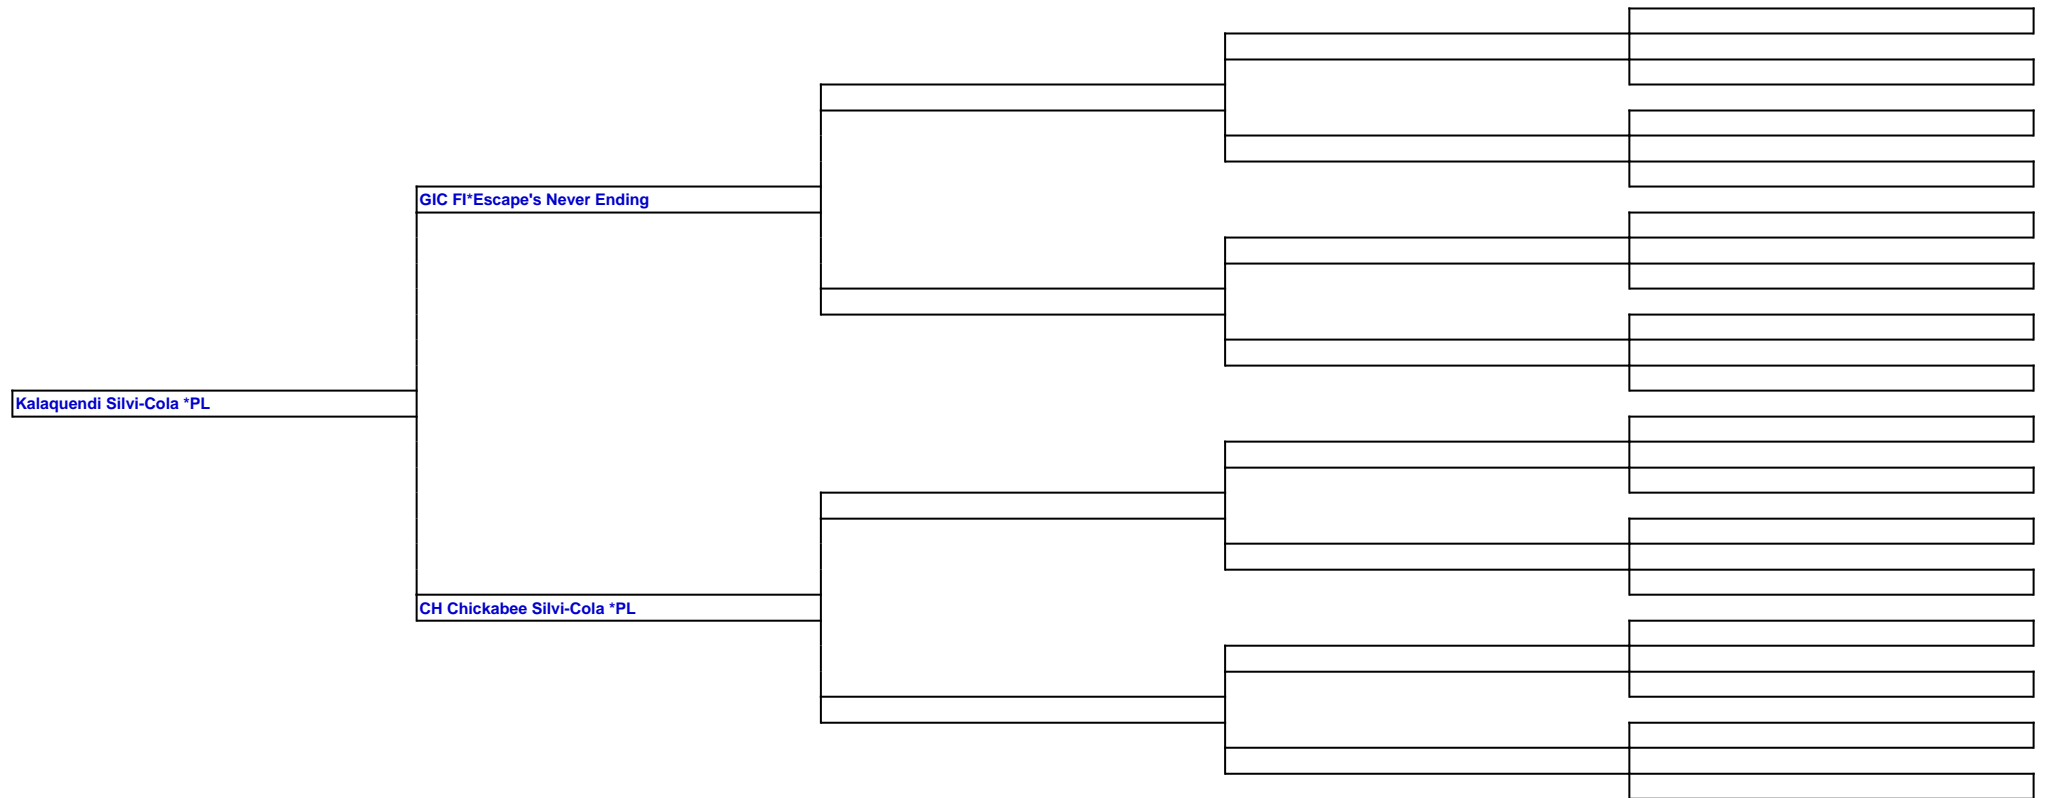 GIC FI*Escape's Never Ending
Kalaquendi Silvi-Cola *PL
CH Chickabee Silvi-Cola *PL